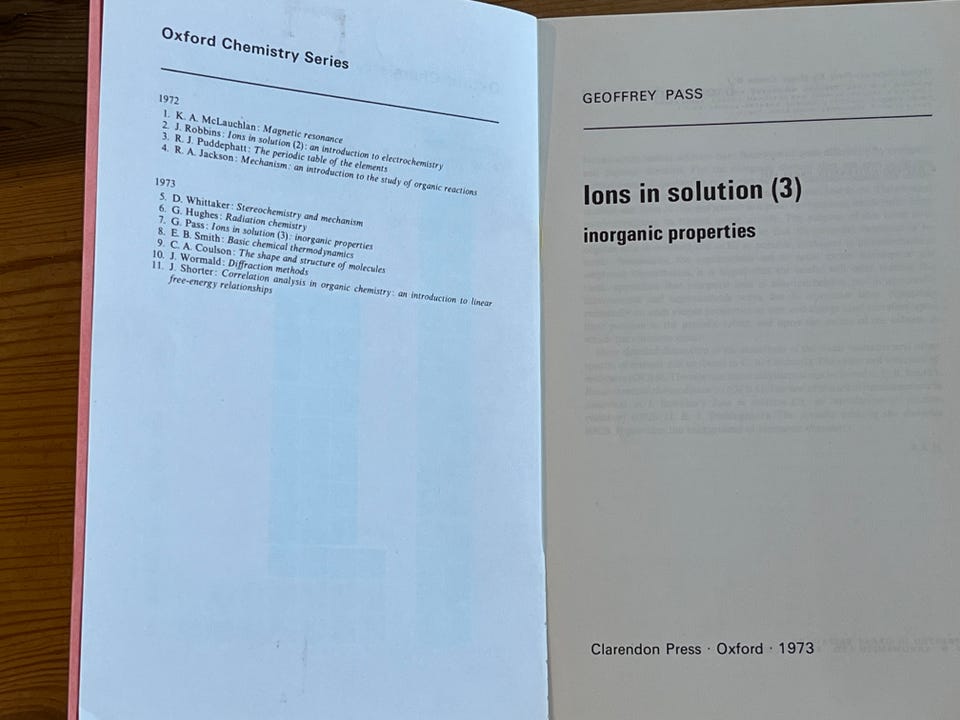 Oxford Chemistry Series
1972
1. K. A. McLauchlan: Magnetic resonance
2. J. Robbins: Ions in solution (2): an introduction to electrochemistry
3. R. J. Puddephatt: The periodic table of the elements
4. R. A. Jackson: Mechanism: an introduction to the study of organic reactions
1973
5. D. Whittaker: Stereochemistry and mechanism
6. G. Hughes: Radiation chemistry
7. G. Pass: Ions in solution (3): inorganic properties
8. E. B. Smith: Basic chemical thermodynamics
9. C. A. Coulson: The shape and structure of molecules
10. J. Wormald: Diffraction methods
11. J. Shorter: Correlation analysis in organic chemistry: an introduction to linear
free-energy relationships
GEOFFREY PASS
Ions in solution (3)
inorganic properties
Clarendon Press · Oxford · 1973